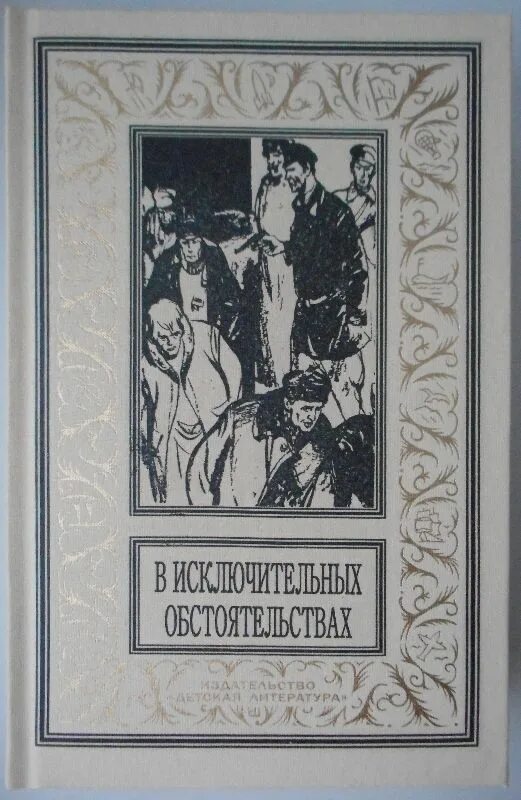 В ИСКЛЮЧИТЕЛЬНЫХ
ОБСТОЯТЕЛЬСТВАХ
ИЗДАТЕЛЬСТВО
«ДЕТСКАЯ ЛИТЕРАТУРА»